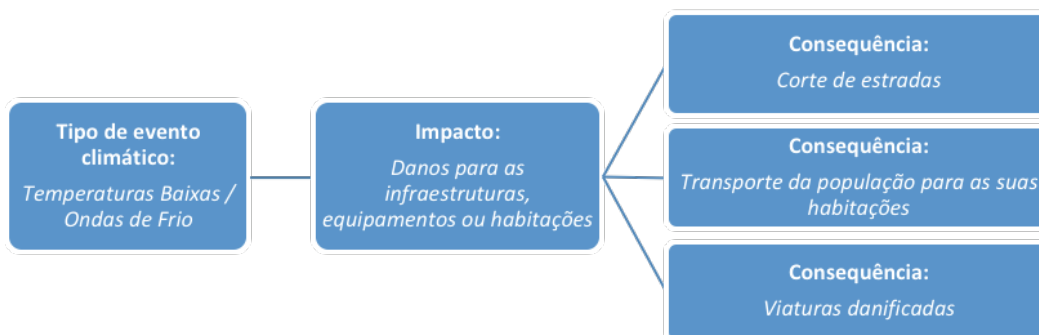 Tipo de evento
climático:
Temperaturas Baixas /
Ondas de Frio
Impacto:
Danos para as
infraestruturas,
equipamentos ou habitações
Consequência:
Corte de estradas
Consequência:
Transporte da população para as suas
habitações
Consequência:
Viaturas danificadas